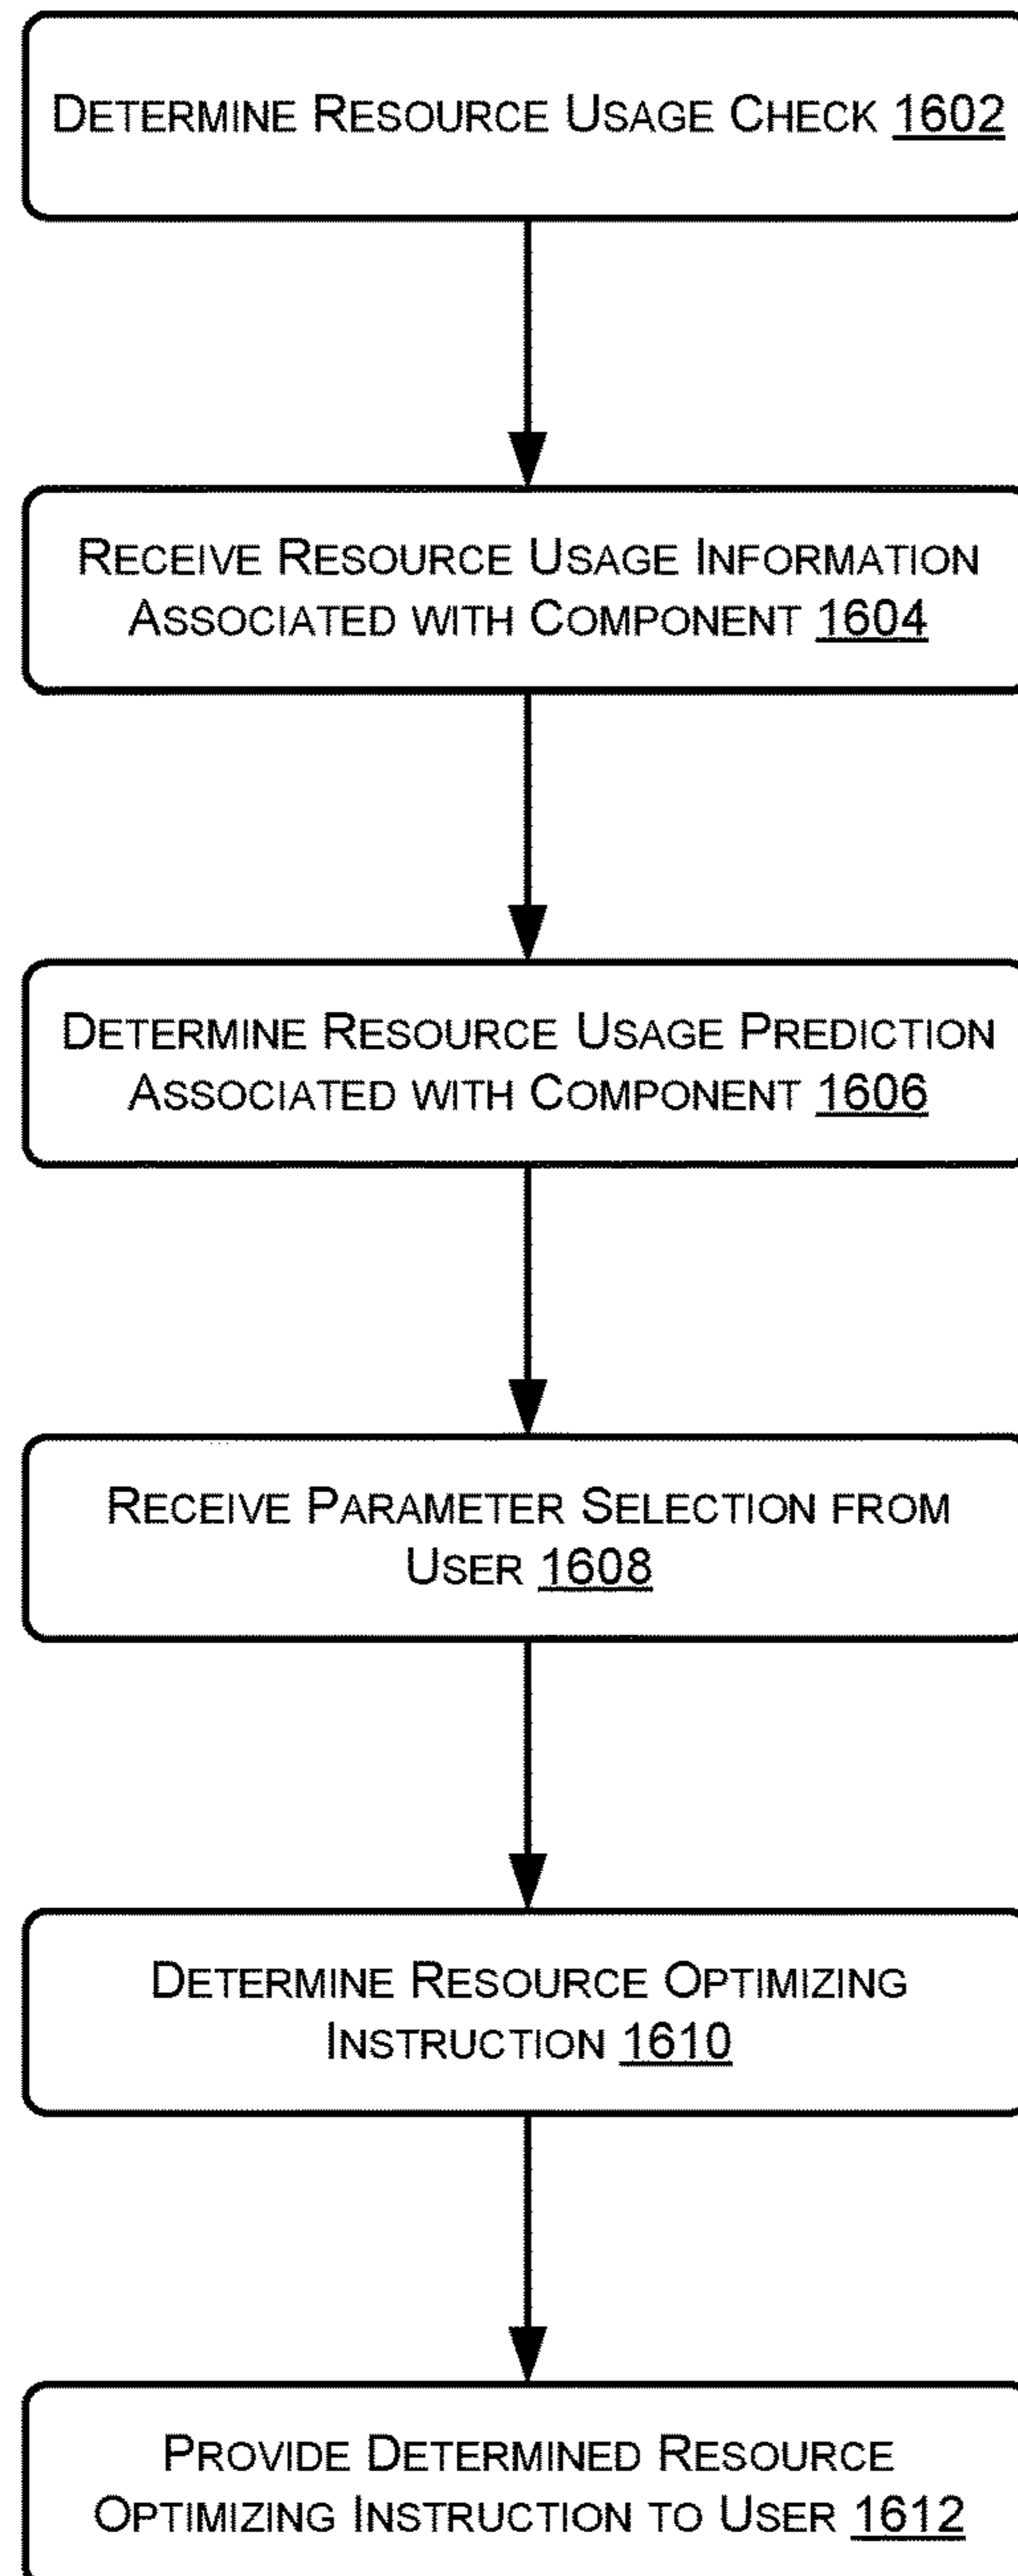 DETERMINE RESOURCE USAGE CHECK 1602
RECEIVE RESOURCE USAGE INFORMATION
ASSOCIATED WITH COMPONENT 1604
DETERMINE RESOURCE USAGE PREDICTION
ASSOCIATED WITH COMPONENT 1606
RECEIVE PARAMETER SELECTION FROM
USER 1608
DETERMINE RESOURCE OPTIMIZING
INSTRUCTION 1610
PROVIDE DETERMINED RESOURCE
OPTIMIZING INSTRUCTION TO USER 1612